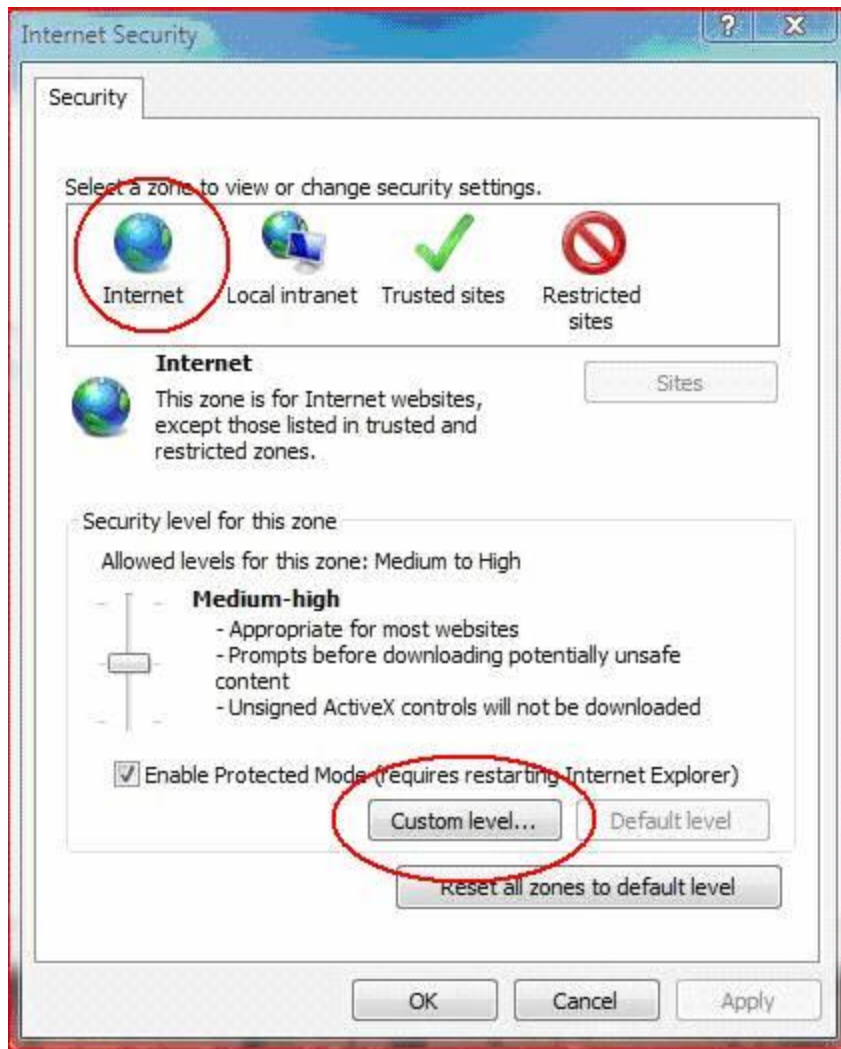 Internet Security
Security
Select a zone to view or change security settings.
Internet Local intranet Trusted sites Restricted
sites
Internet
Sites
This zone is for Internet websites,
except those listed in trusted and
restricted zones.
Security level for this zone
Allowed levels for this zone: Medium to High
Medium-high
- Appropriate for most websites
- Prompts before downloading potentially unsafe
content
- Unsigned ActiveX controls will not be downloaded
Enable Protected Mode (requires restarting Internet Explorer)
Custom level... Default level
Reset all zones to default level
OK Cancel Apply